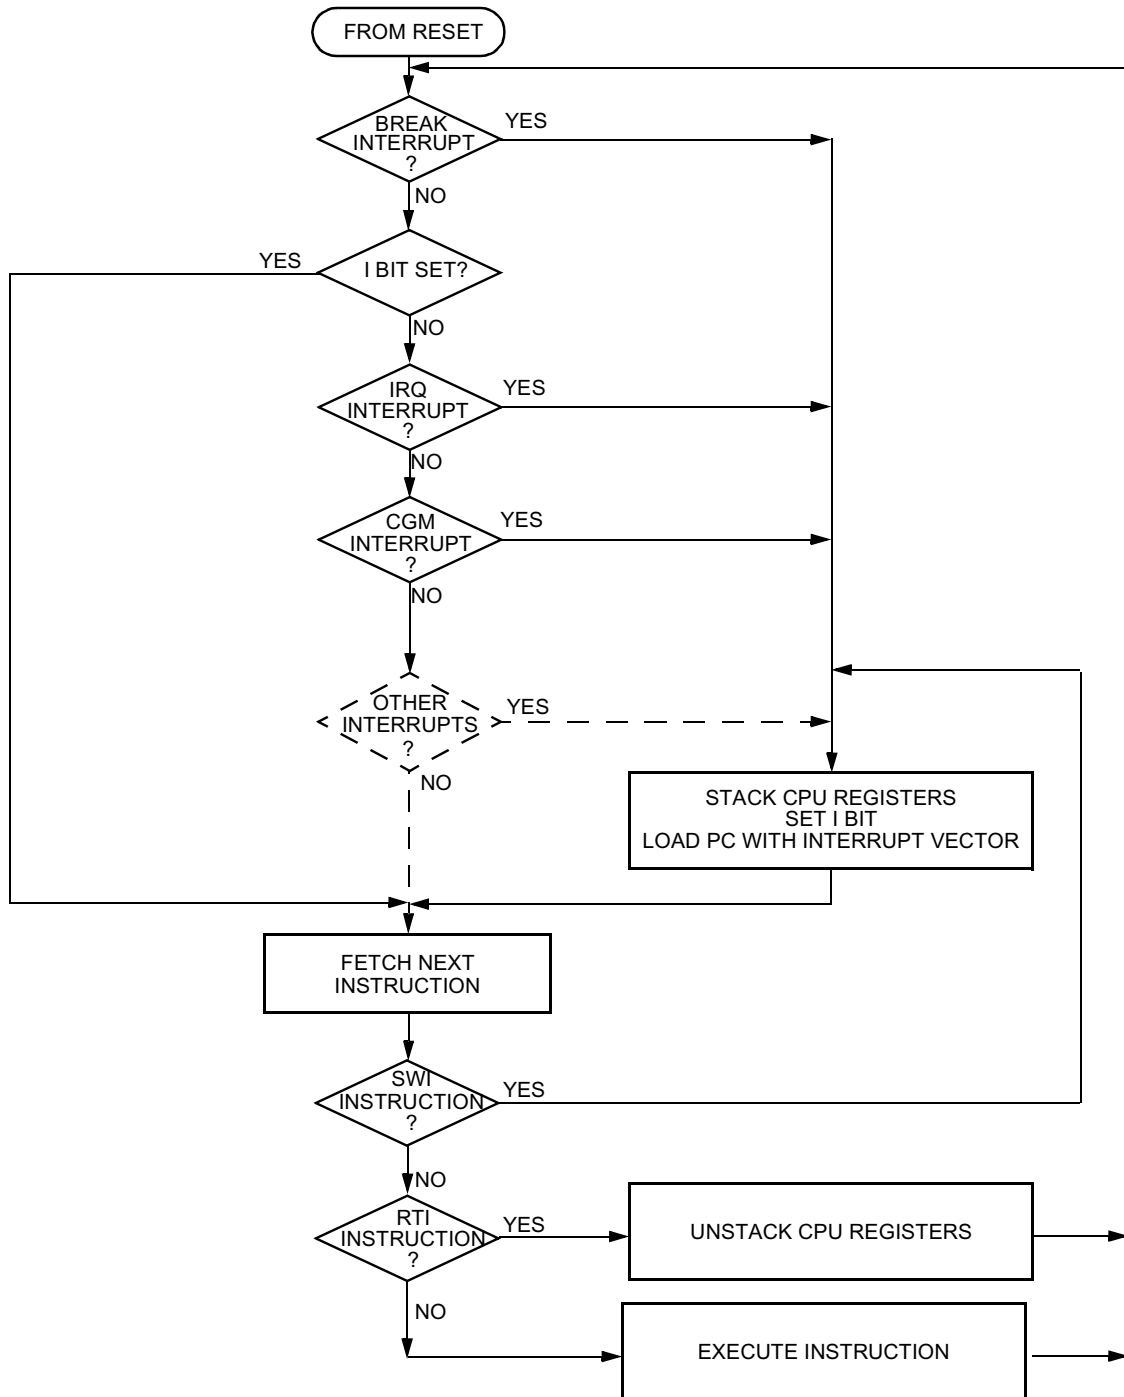 FROM RESET
BREAK
INTERRUPT
?
YES
NO
I BIT SET?
YES
NO
IRQ
INTERRUPT
?
YES
NO
CGM
INTERRUPT
?
YES
NO
OTHER
INTERRUPTS
?
YES
NO
STACK CPU REGISTERS
SET I BIT
LOAD PC WITH INTERRUPT VECTOR
FETCH NEXT
INSTRUCTION
SWI
INSTRUCTION
?
YES
NO
RTI
INSTRUCTION
?
YES
UNSTACK CPU REGISTERS
NO
EXECUTE INSTRUCTION